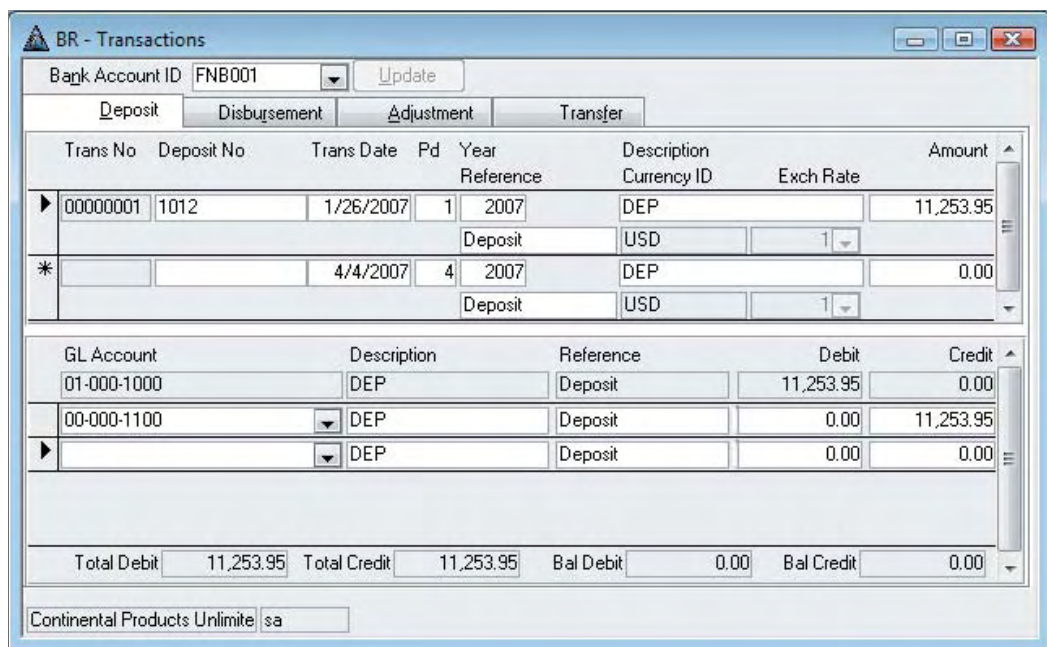 BR - Transactions
Bank Account ID FNB001 Update
Deposit Disbursement Adjustment Transfer
Trans No Deposit No Trans Date Pd Year Description Amount
Reference Currency ID Exch Rate
00000001 1012 1/26/2007 1 2007 DEP 11,253.95
Deposit USD 1
* 4/4/2007 4 2007 DEP 0.00
Deposit USD 1
GL Account Description Reference Debit Credit
01-000-1000 DEP Deposit 11,253.95 0.00
00-000-1100 DEP Deposit 0.00 11,253.95
DEP Deposit 0.00 0.00
Total Debit 11,253.95 Total Credit 11,253.95 Bal Debit 0.00 Bal Credit 0.00
Continental Products Unlimite sa